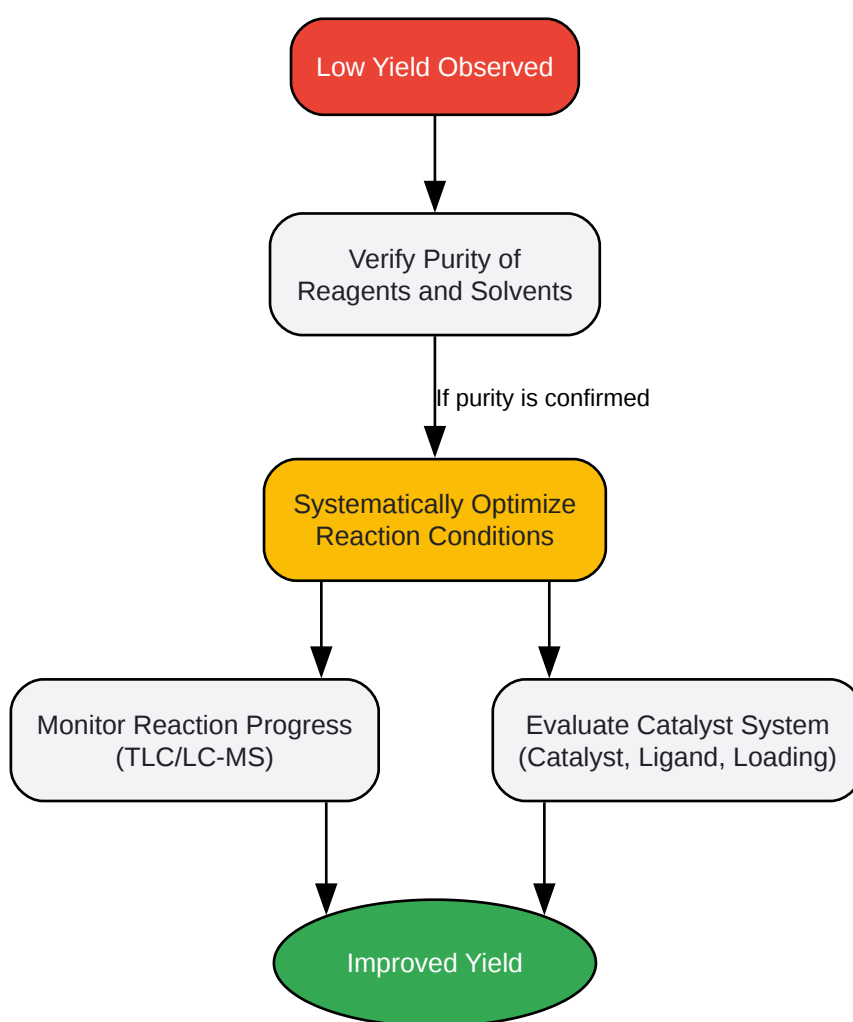 Low Yield Observed
Verify Purity of
Reagents and Solvents
If purity is confirmed
Systematically Optimize
Reaction Conditions
Monitor Reaction Progress
(TLC/LC-MS)
Evaluate Catalyst System
(Catalyst, Ligand, Loading)
Improved Yield